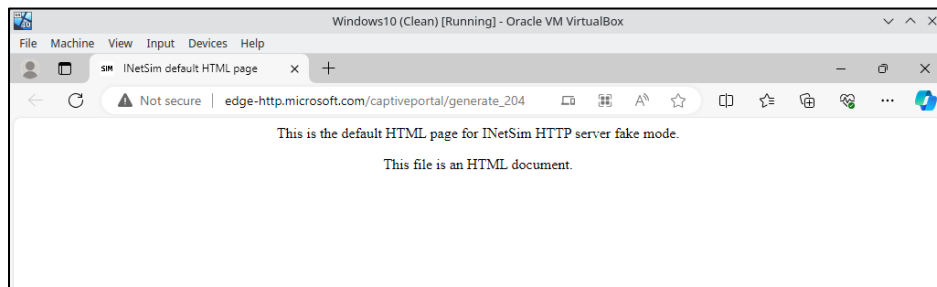 Windows10 (Clean) [Running] - Oracle VM VirtualBox
File Machine View Input Devices Help
SIM INetSim default HTML page
Not secure edge-http.microsoft.com/captiveportal/generate_204
This is the default HTML page for INetSim HTTP server fake mode.
This file is an HTML document.